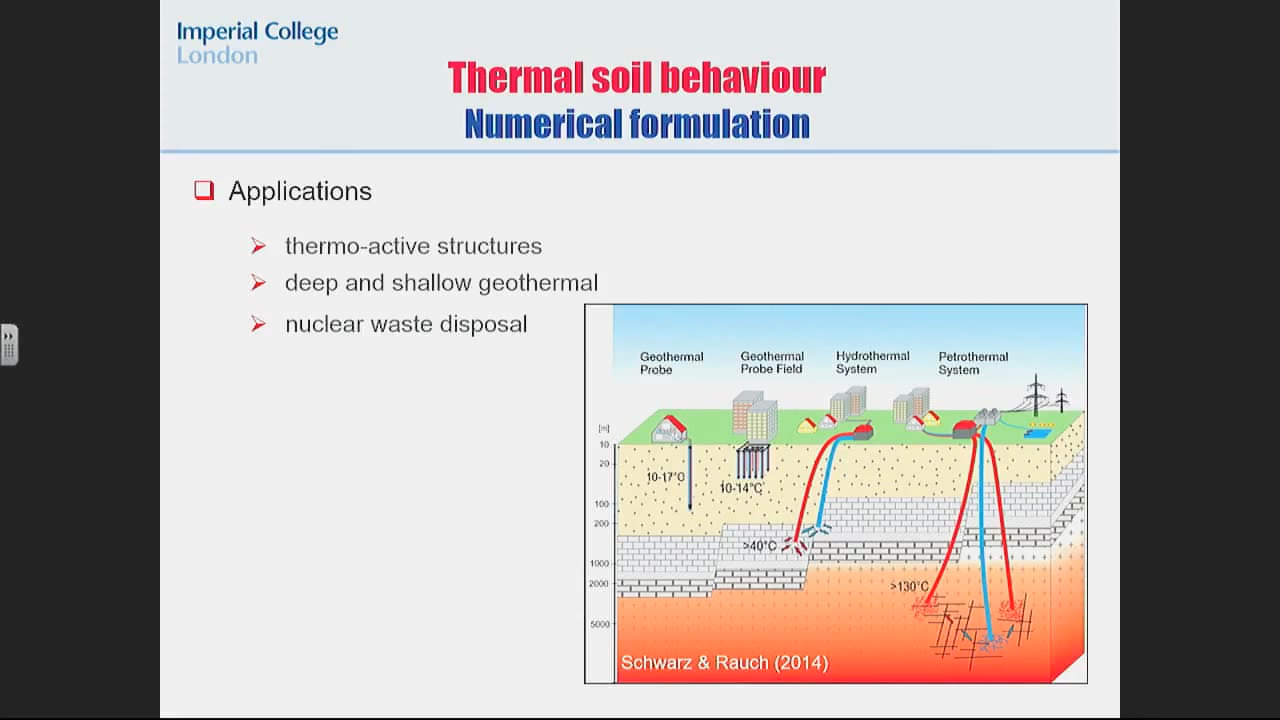 Imperial College
London
Thermal soil behaviour
Numerical formulation
Applications
thermo-active structures
deep and shallow geothermal
nuclear waste disposal
Geothermal Probe
Geothermal Probe Field
Hydrothermal System
Petrothermal System
[m]
10
20
100
200
1000
2000
5000
10-17°C
10-14°C
>40°C
>130°C
Schwarz & Rauch (2014)